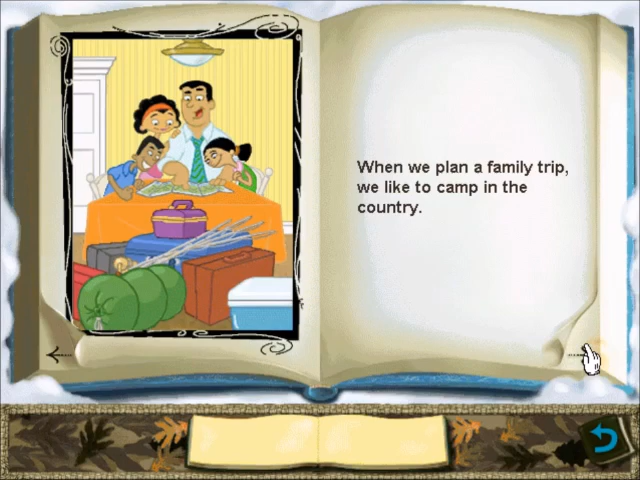 When we plan a family trip,
we like to camp in the
country.